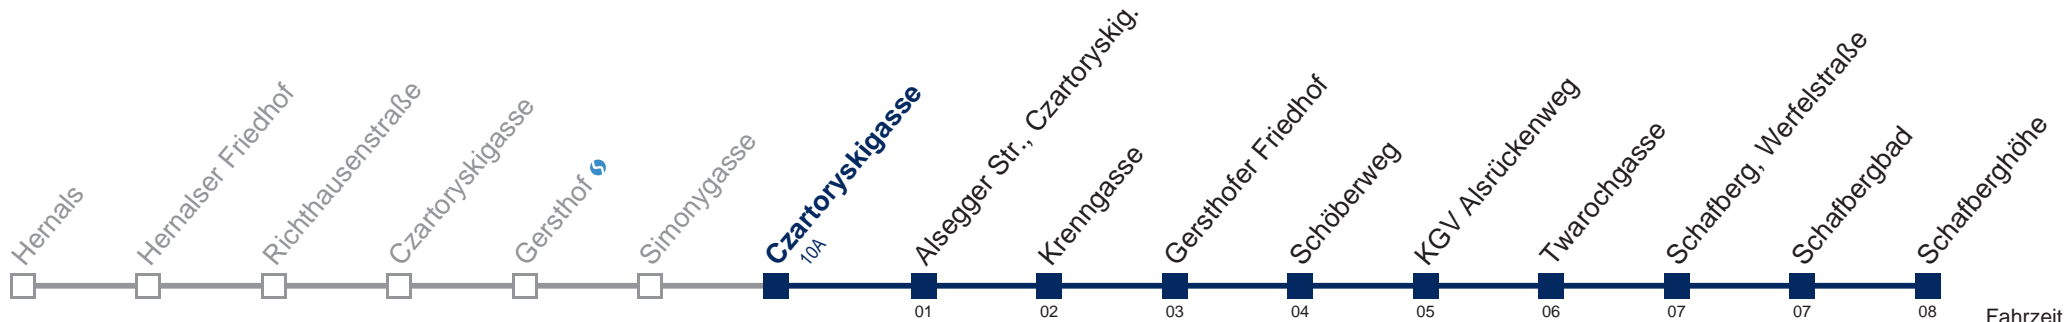 Hernals
Hernalser Friedhof
Richthausenstraße
Czartoryskigasse
Gersthof
Simonygasse
Czartoryskigasse
10A
Alsegger Str., Czartoryskig.
Krenngasse
Gersthofer Friedhof
Schöberweg
KGV Alsrückenweg
Twarochgasse
Schafberg, Werfelstraße
Schafbergbad
Schafberghöhe
01 02 03 04 05 06 07 07 08 Fahrzeit